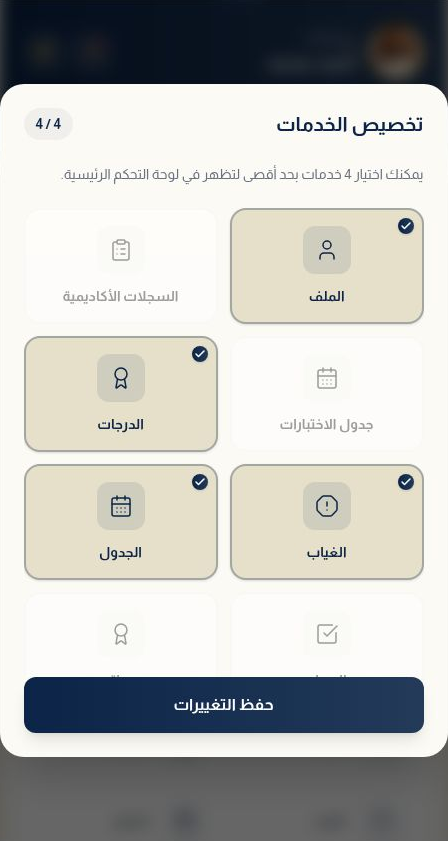 تخصيص الخدمات
4 / 4
يمكنك اختيار 4 خدمات بحد أقصى لتظهر في لوحة التحكم الرئيسية.
الملف
السجلات الأكاديمية
جدول الاختبارات
الدرجات
الغياب
الجدول
حفظ التغييرات